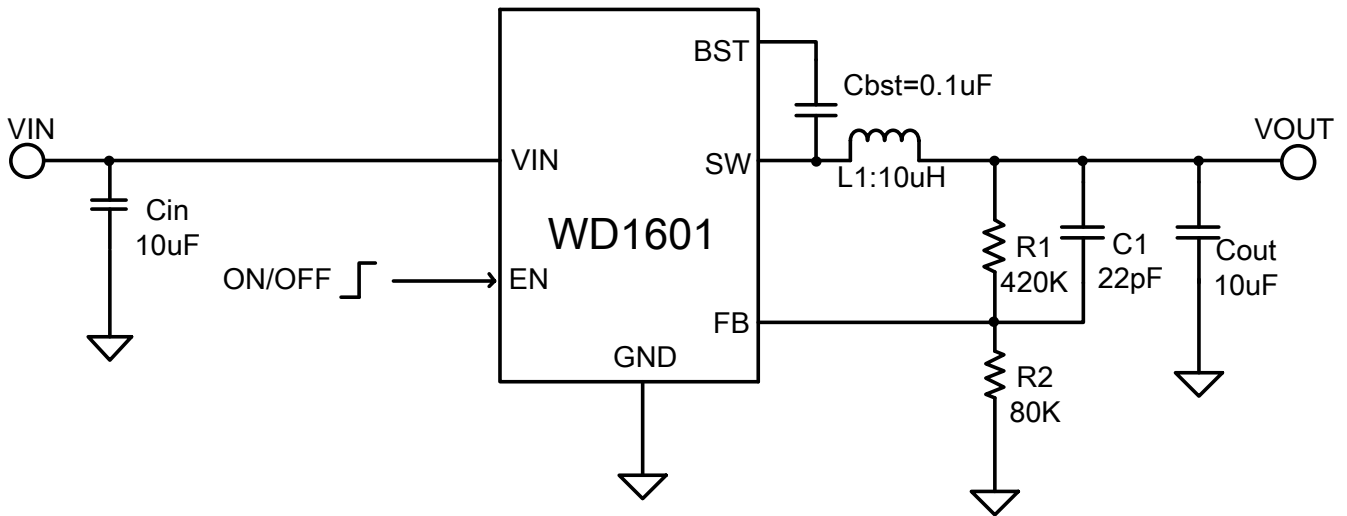 BST
Cbst=0.1uF
VIN
VOUT
VIN
SW
L1:10uH
Cin
10uF
WD1601
R1
420K
C1
22pF
Cout
10uF
ON/OFF
EN
FB
GND
R2
80K